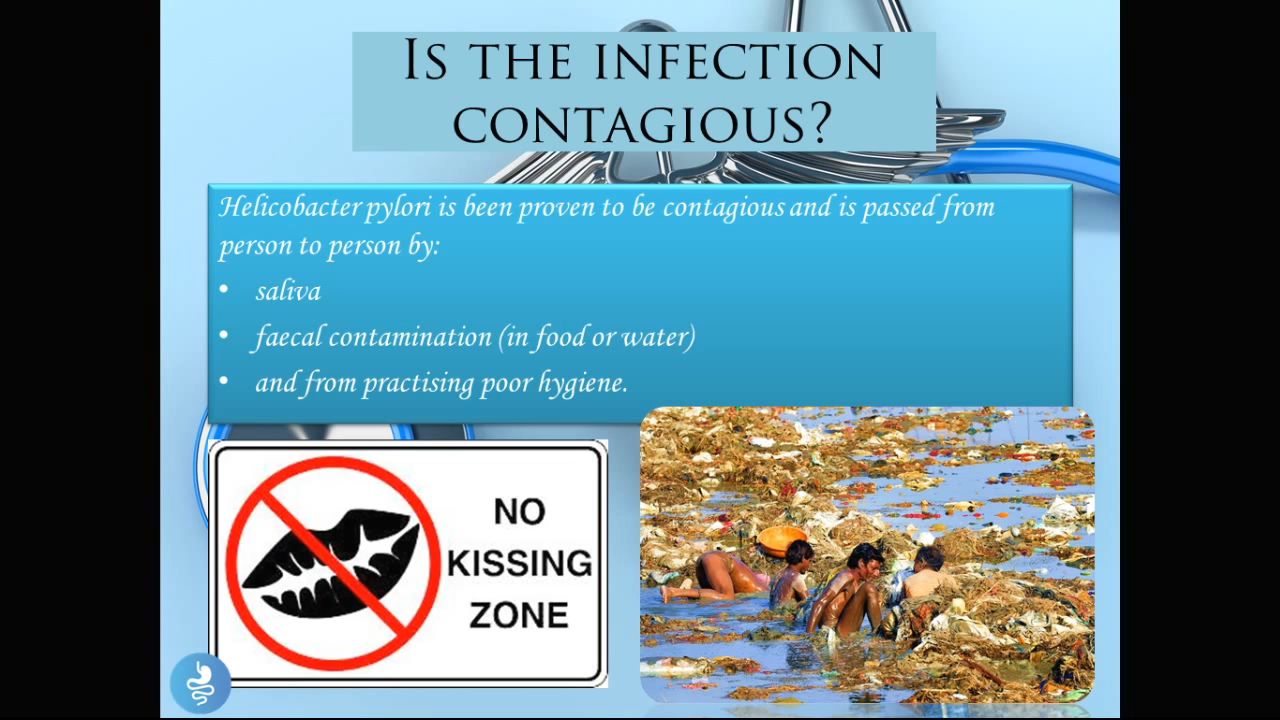 IS THE INFECTION
CONTAGIOUS?
Helicobacter pylori is been proven to be contagious and is passed from
person to person by:
• saliva
• faecal contamination (in food or water)
• and from practising poor hygiene.
NO
KISSING
ZONE